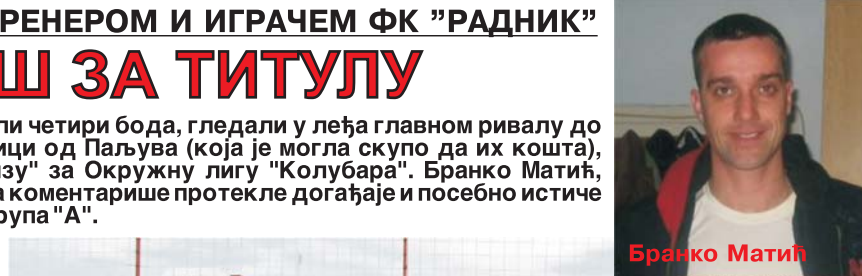 РЕНЕРОМ И ИГРАЧЕМ ФК ”РАДНИК”
Ш ЗА ТИТУЛУ
ли четири бода, гледали у леђа главном ривалу до
ици од Паљува (која је могла скупо да их кошта),
изу" за Окружну лигу "Колубара". Бранко Матић,
а коментарише протекле догађаје и посебно истиче
рупа "А".
Бранко Матић